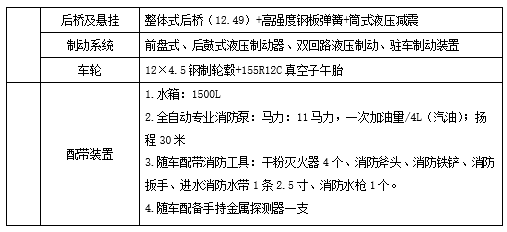 后桥及悬挂 整体式后桥（12.49）+高强度钢板弹簧+筒式液压减震
制动系统 前盘式、后鼓式液压制动器、双回路液压制动、驻车制动装置
车轮 12×4.5 钢制轮毂+155R12C 真空子午胎
配带装置
1.水箱：1500L
2.全自动专业消防泵：马力：11 马力，一次加油量/4L（汽油）；扬
程 30 米
3.随车配带消防工具：干粉灭火器 4 个、消防斧头、消防铁铲、消防
扳手、进水消防水带 1 条 2.5 寸、消防水枪 1 个。
4.随车配备手持金属探测器一支